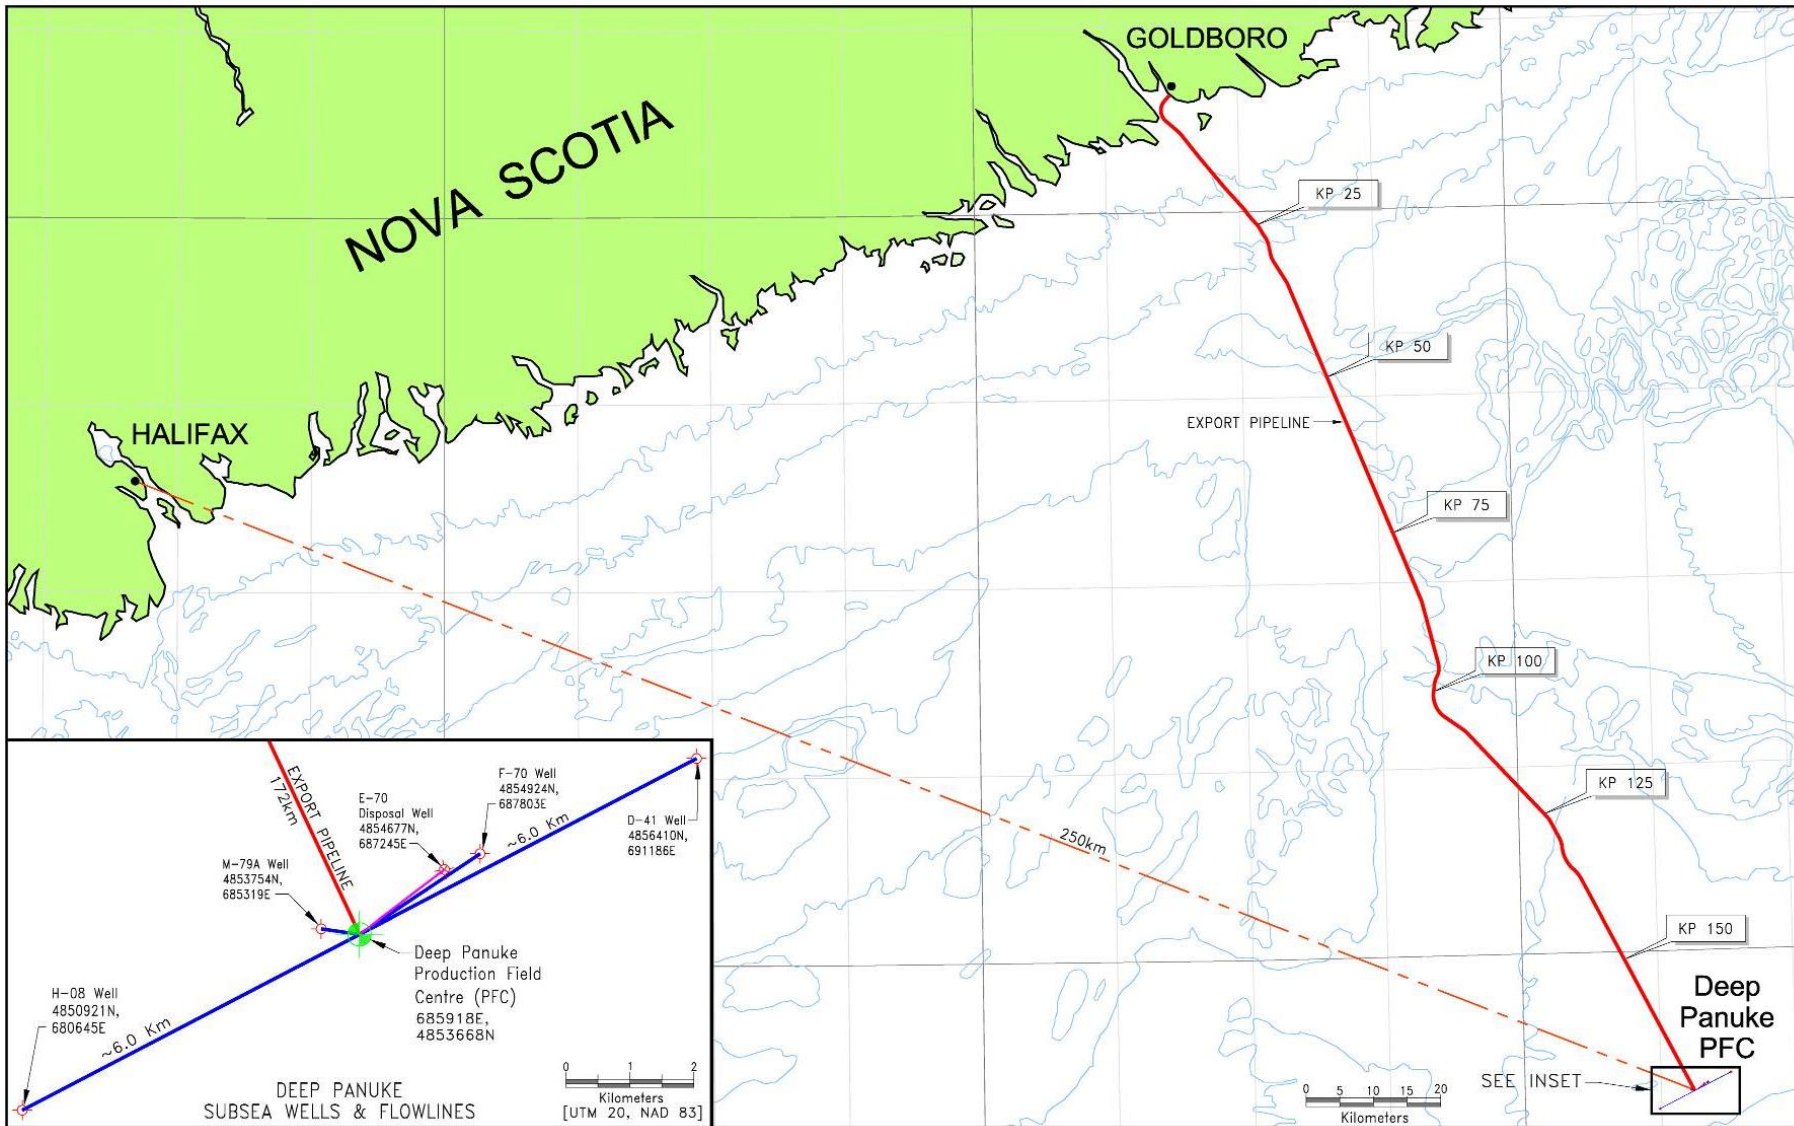 GOLDBORO
NOVA SCOTIA
KP 25
KP 50
EXPORT PIPELINE
HALIFAX
KP 75
KP 100
KP 125
250km
KP 150
Deep
Panuke
PFC
SEE INSET
0 5 10 15 20
Kilometers
EXPORT PIPELINE
172km
F-70 Well
4854924N,
687803E
E-70
Disposal Well
4854677N,
687245E
~6.0 Km
D-41 Well
4856410N,
691186E
M-79A Well
4853754N,
685319E
Deep Panuke
Production Field
Centre (PFC)
685918E,
4853668N
H-08 Well
4850921N,
680645E
~6.0 Km
0 1 2
Kilometers
[UTM 20, NAD 83]
DEEP PANUKE
SUBSEA WELLS & FLOWLINES